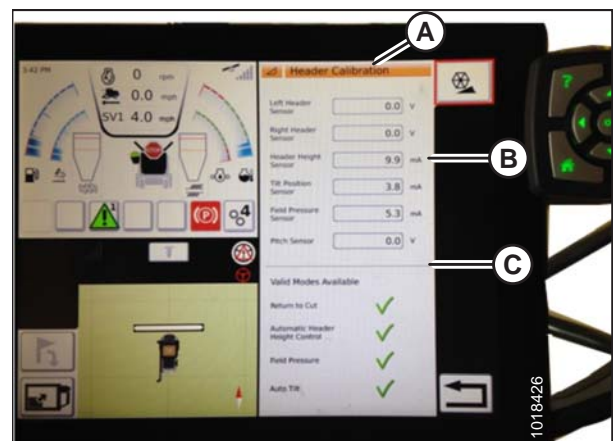 A
Header Calibration
5:42 PM
0 rpm
0.0 mph
SV1 4.0 mph
Left Header
Sensor
0.0 V
Right Header
Sensor
0.0 V
Header Height
Sensor
9.9 mA
B
Tilt Position
Sensor
3.8 mA
Field Pressure
Sensor
5.3 mA
Pitch Sensor
0.0 V
C
1
(P)
4
?
Valid Modes Available
Return to Cut
Automatic Header
Height Control
Field Pressure
Auto Tilt
1018426